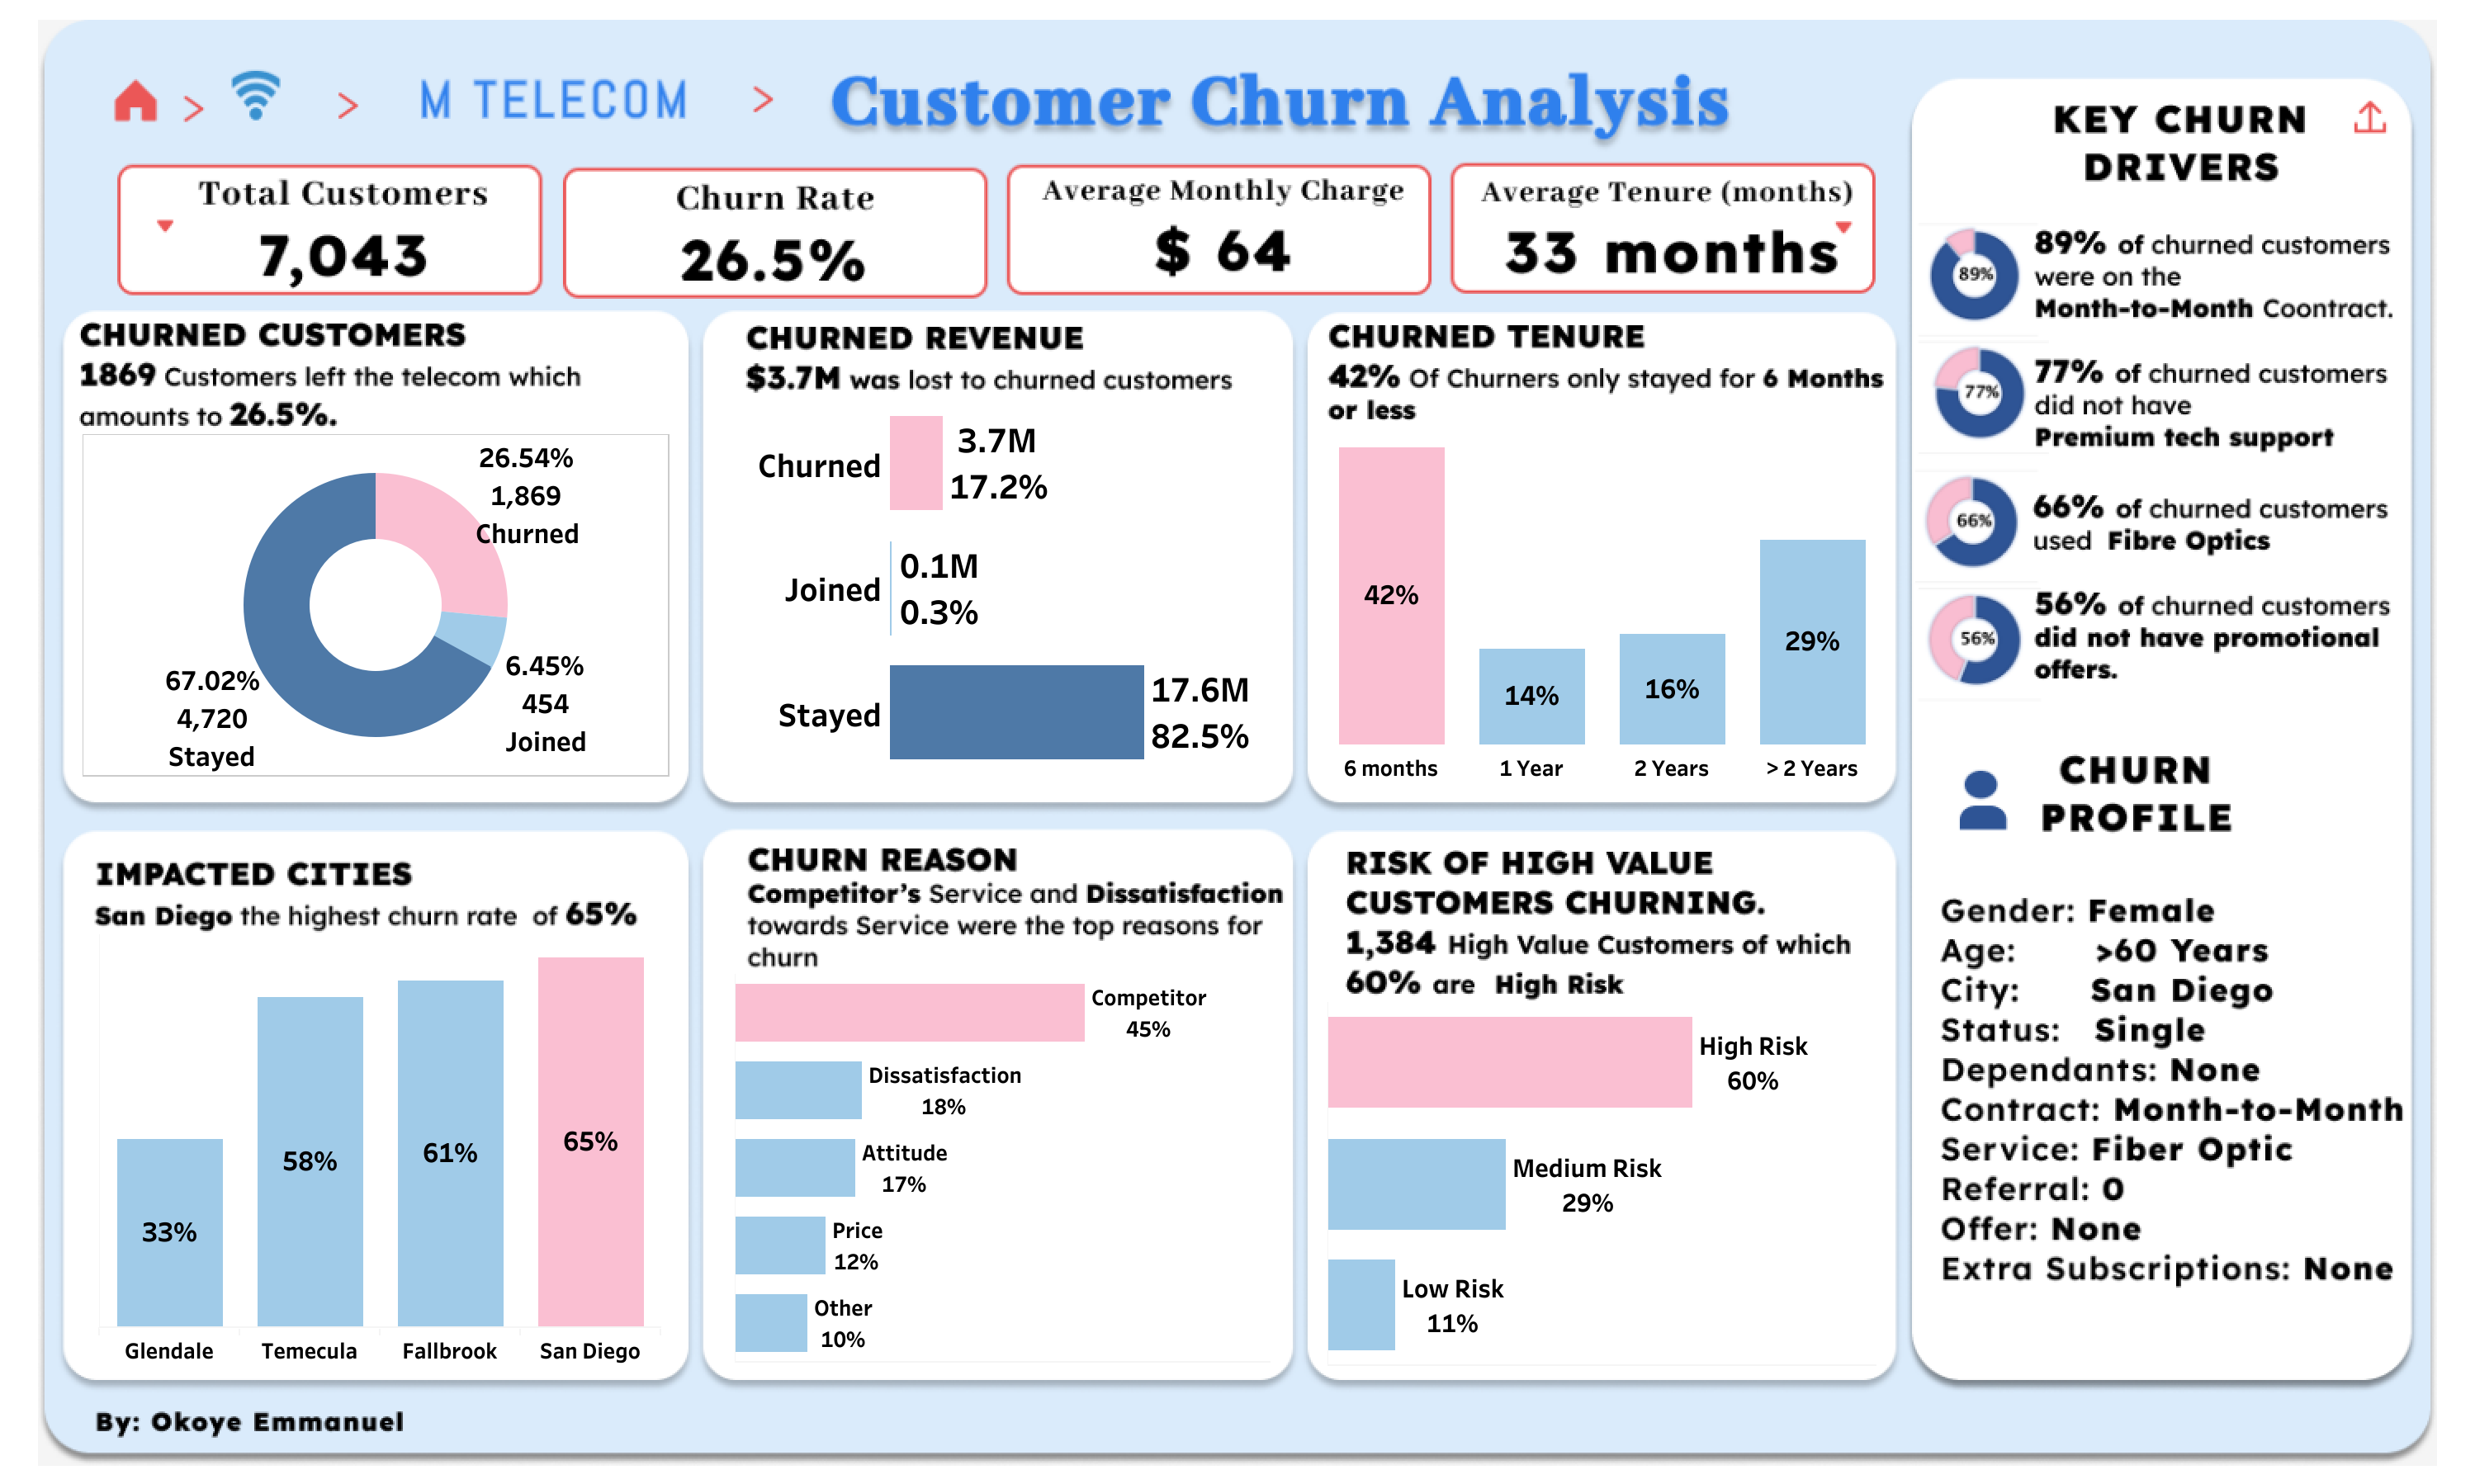 > > M TELECOM > Customer Churn Analysis
Total Customers
7,043
Churn Rate
26.5%
Average Monthly Charge
$ 64
Average Tenure (months)
33 months
CHURNED CUSTOMERS
1869 Customers left the telecom which
amounts to 26.5%.
26.54%
1,869
Churned
6.45%
454
Joined
67.02%
4,720
Stayed
CHURNED REVENUE
$3.7M was lost to churned customers
Churned
3.7M
17.2%
Joined
0.1M
0.3%
Stayed
17.6M
82.5%
CHURNED TENURE
42% Of Churners only stayed for 6 Months
or less
42%
14%
16%
29%
6 months
1 Year
2 Years
> 2 Years
IMPACTED CITIES
San Diego the highest churn rate of 65%
33%
58%
61%
65%
Glendale
Temecula
Fallbrook
San Diego
CHURN REASON
Competitor’s Service and Dissatisfaction
towards Service were the top reasons for
churn
Competitor
45%
Dissatisfaction
18%
Attitude
17%
Price
12%
Other
10%
RISK OF HIGH VALUE
CUSTOMERS CHURNING.
1,384 High Value Customers of which
60% are High Risk
High Risk
60%
Medium Risk
29%
Low Risk
11%
KEY CHURN
DRIVERS
89%
89% of churned customers
were on the
Month-to-Month Coontract.
77%
77% of churned customers
did not have
Premium tech support
66%
66% of churned customers
used Fibre Optics
56%
56% of churned customers
did not have promotional
offers.
CHURN
PROFILE
Gender: Female
Age: >60 Years
City: San Diego
Status: Single
Dependants: None
Contract: Month-to-Month
Service: Fiber Optic
Referral: 0
Offer: None
Extra Subscriptions: None
By: Okoye Emmanuel